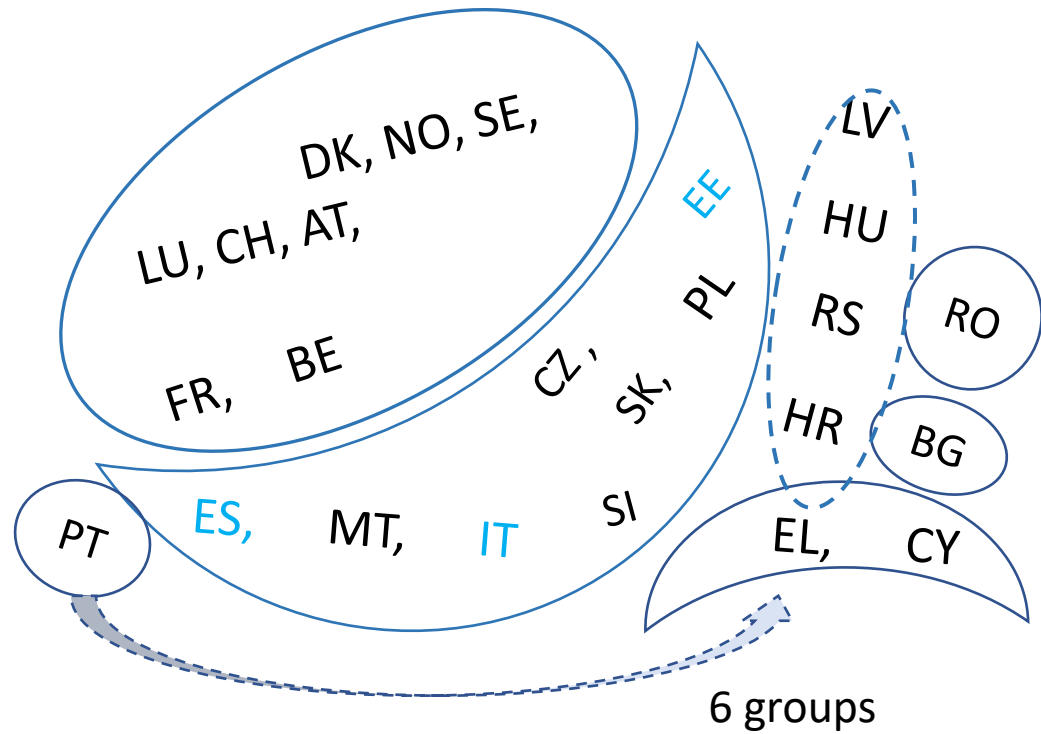 DK, NO, SE,
LU, CH, AT,
FR, BE
EE
PL
CZ ,
SK,
SI
ES, MT, IT
PT
LV
HU
RS
HR
RO
BG
EL, CY
6 groups